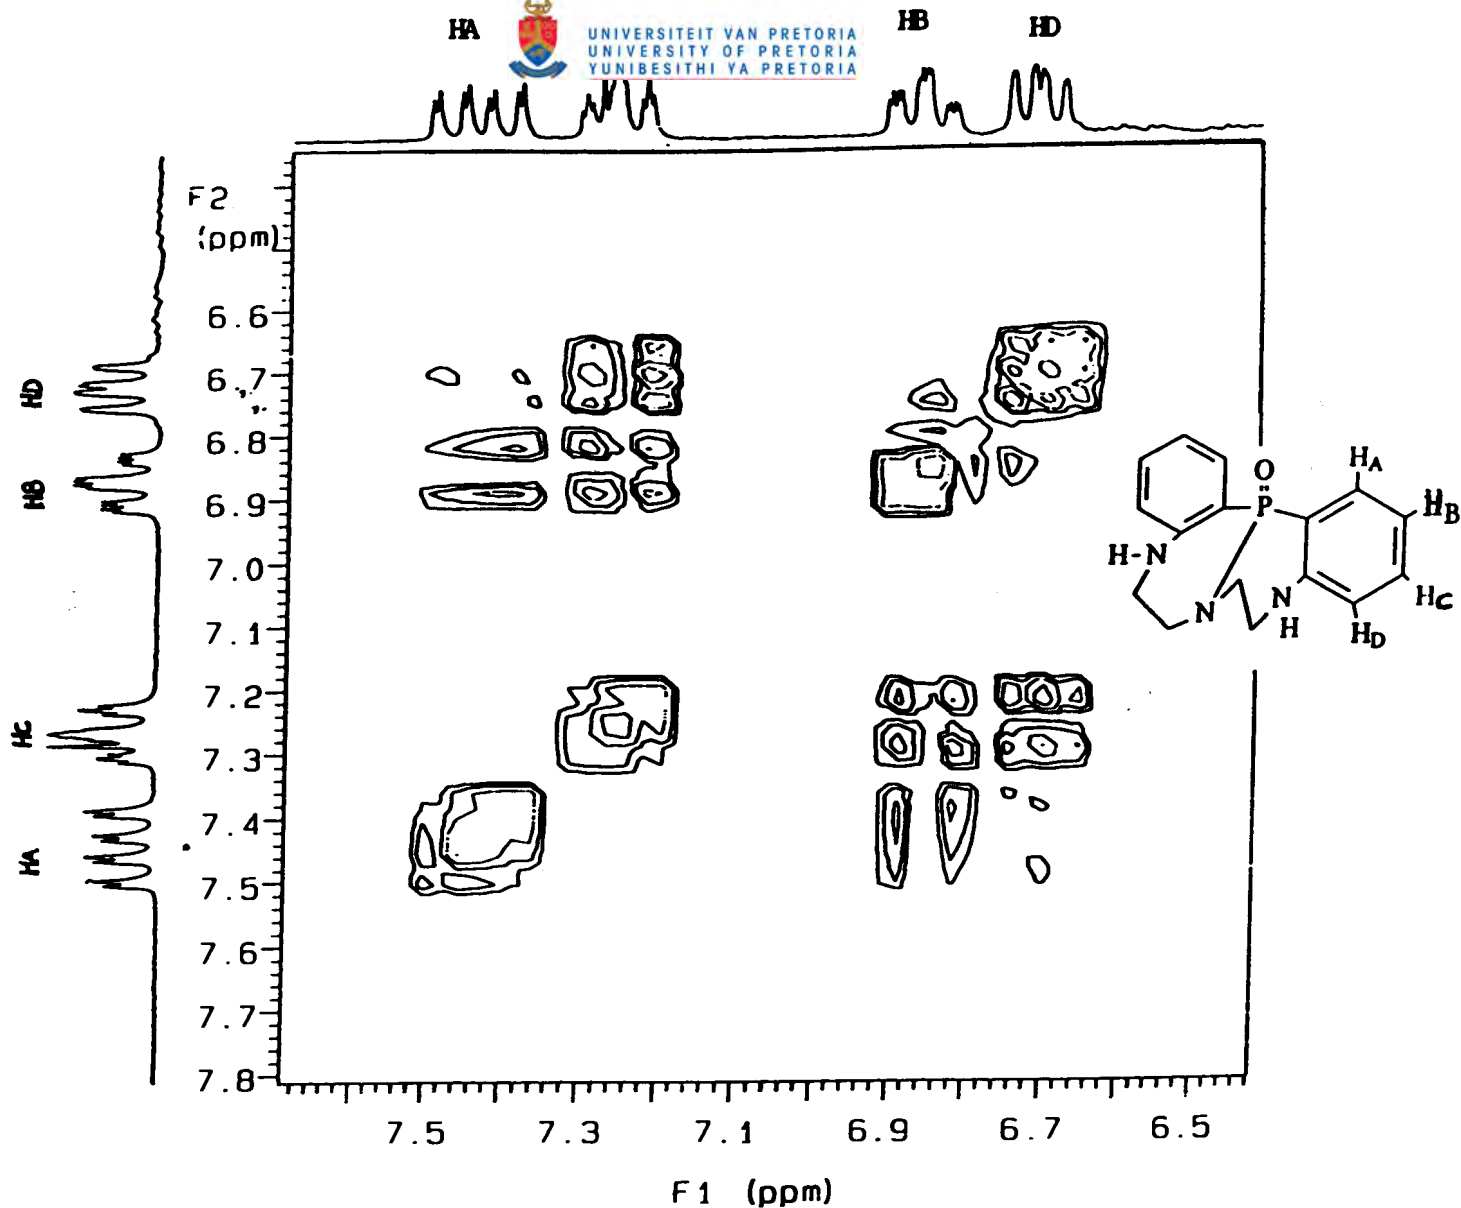 HA
HB
HD
UNIVERSITEIT VAN PRETORIA
UNIVERSITY OF PRETORIA
YUNIBESITHI YA PRETORIA
F2
(ppm)
6.6
6.7
6.8
6.9
7.0
7.1
7.2
7.3
7.4
7.5
7.6
7.7
7.8
HD
HB
HC
HA
O
P
HA
HB
HC
HD
H-N
N
N
H
7.5
7.3
7.1
6.9
6.7
6.5
F1 (ppm)